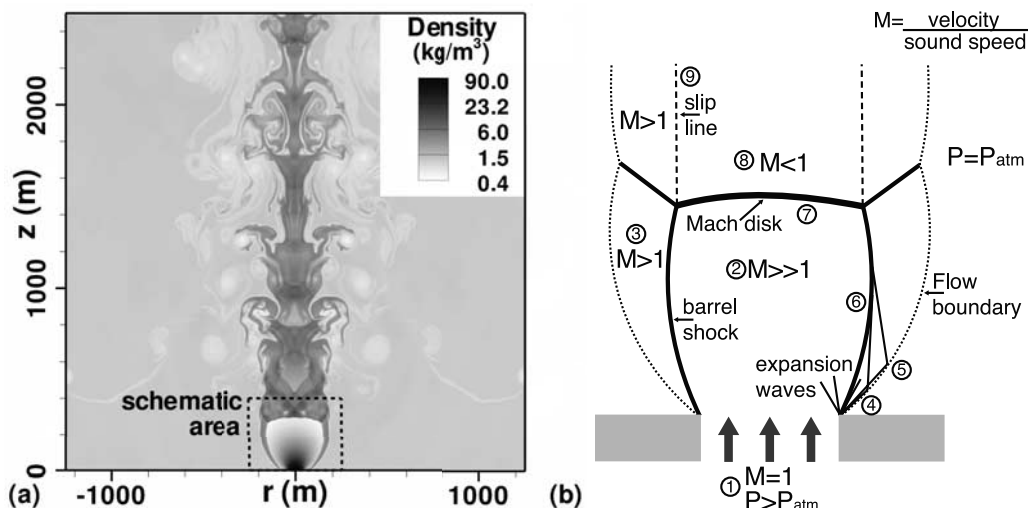 Density
(kg/m³)
90.0
23.2
6.0
1.5
0.4
2000
1000
0
z (m)
schematic
area
-1000
r (m)
1000
(a)
M= velocity
sound speed
⑨
slip
line
M>1
⑧ M<1
P=Patm
Mach disk
⑦
③
M>1
② M>>1
⑥
Flow
boundary
barrel
shock
expansion
waves
⑤
④
① M=1
P>Patm
(b)